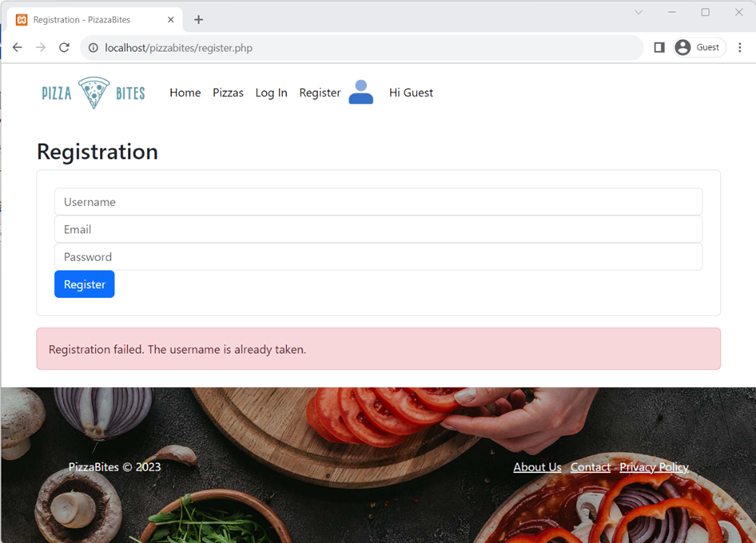 Registration - PizazaBites
localhost/pizzabites/register.php
Guest
PIZZA BITES
Home Pizzas Log In Register Hi Guest
Registration
Username
Email
Password
Register
Registration failed. The username is already taken.
PizzaBites © 2023 About Us Contact Privacy Policy